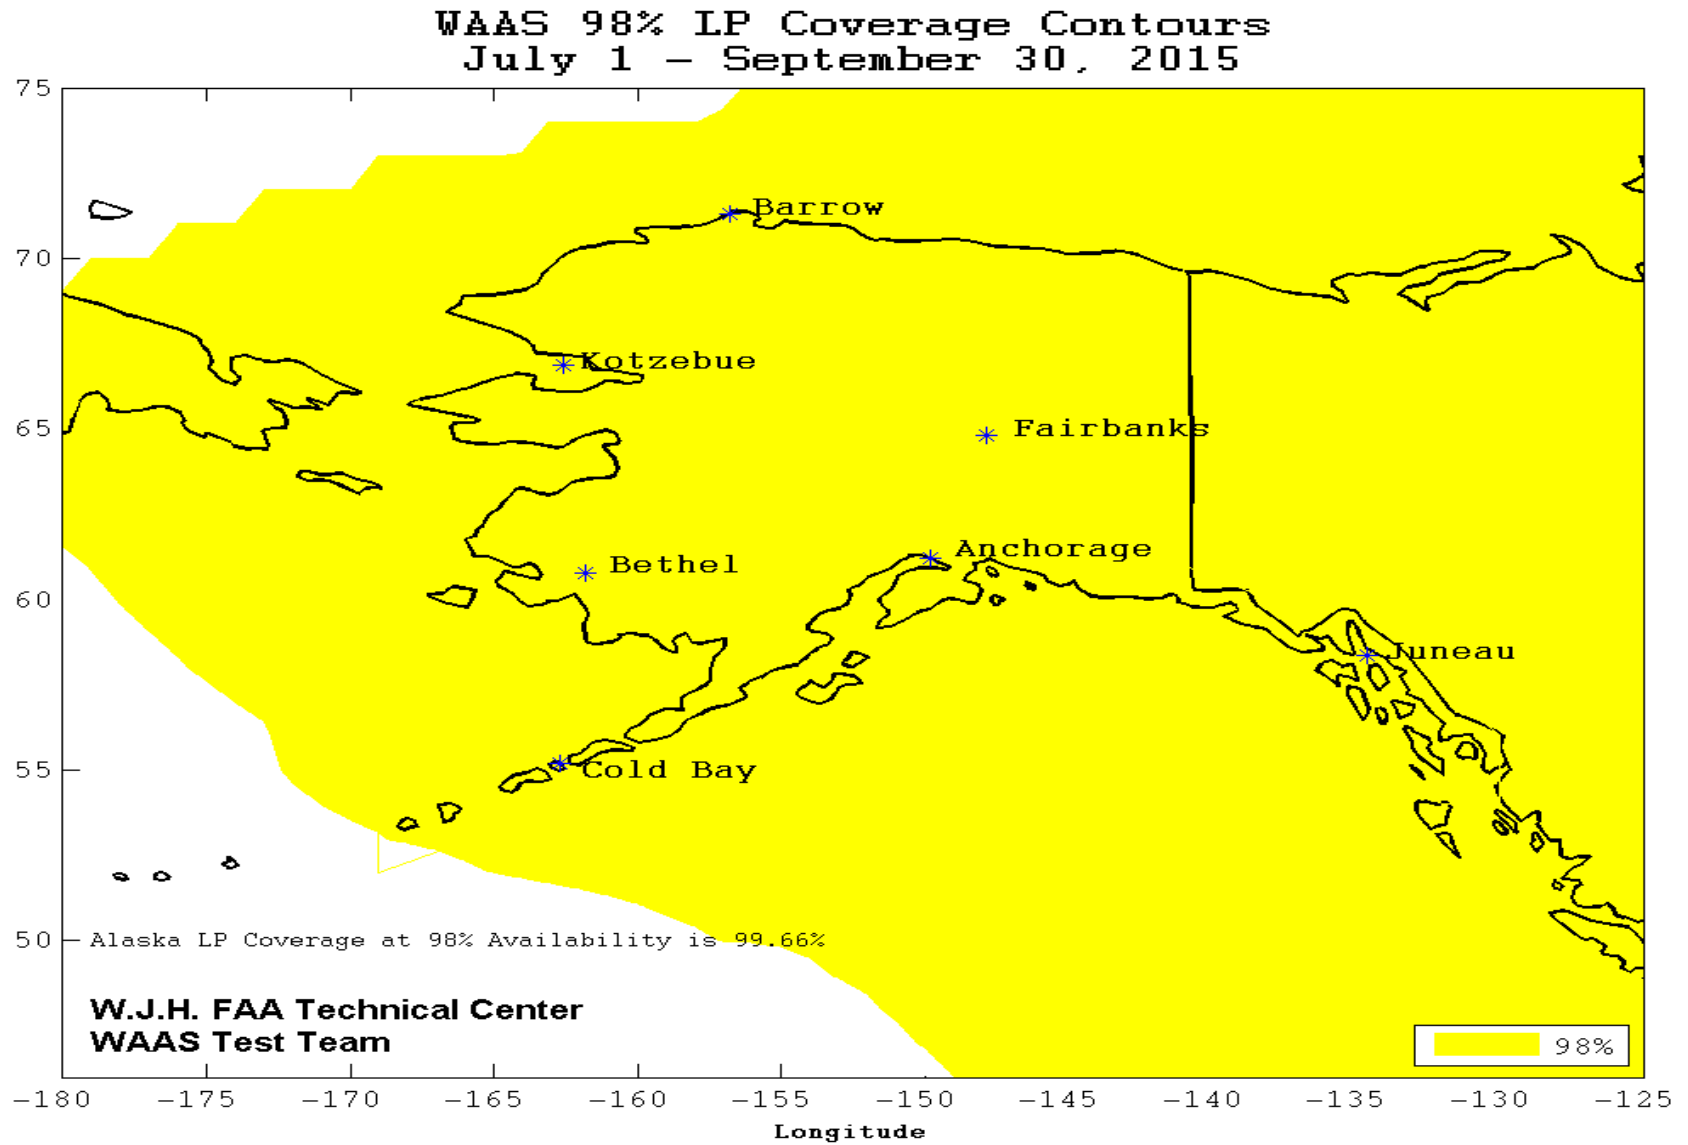 WAAS 98% LP Coverage Contours
July 1 – September 30, 2015
75
70
65
60
55
50
Barrow
Kotzebue
Fairbanks
Anchorage
Bethel
Juneau
Cold Bay
Alaska LP Coverage at 98% Availability is 99.66%
W.J.H. FAA Technical Center
WAAS Test Team
98%
−180 −175 −170 −165 −160 −155 −150 −145 −140 −135 −130 −125
Longitude